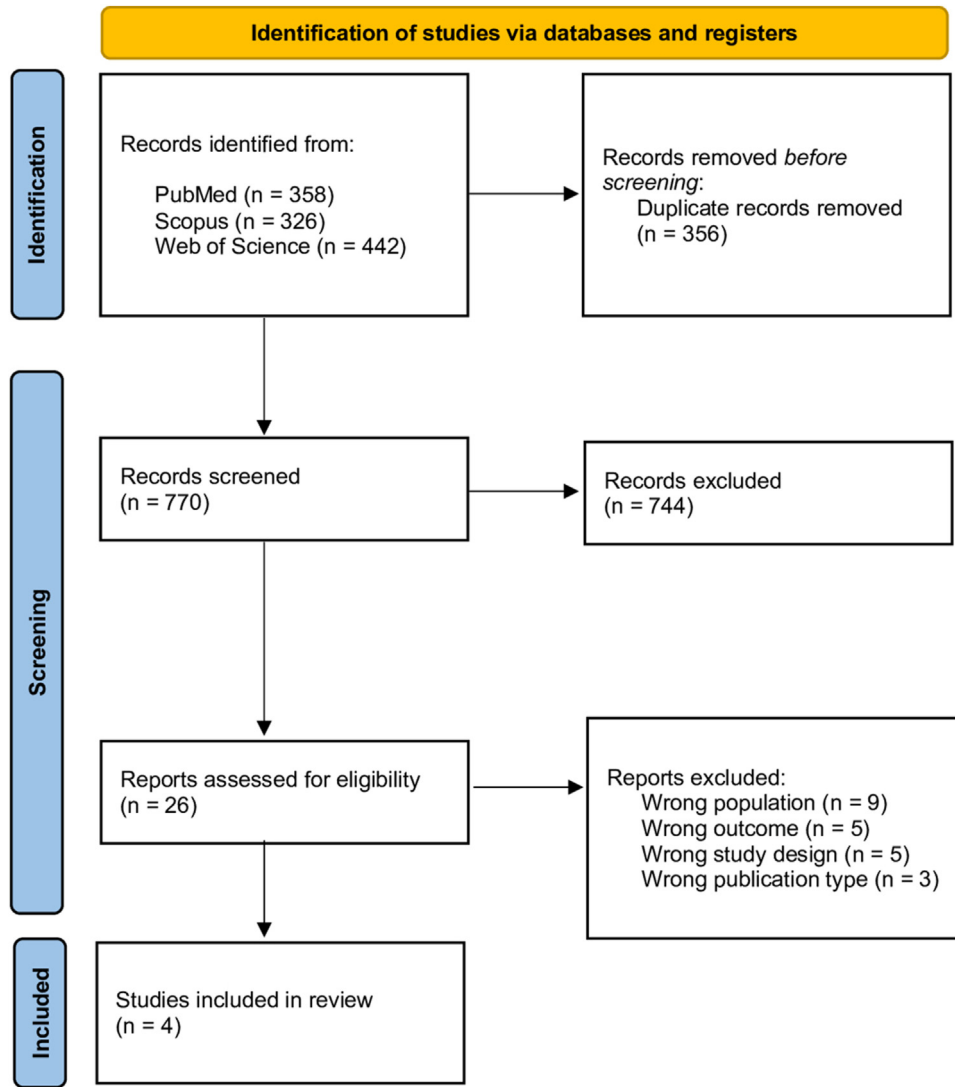 Identification of studies via databases and registers
Identification
Records identified from:
PubMed (n = 358)
Scopus (n = 326)
Web of Science (n = 442)
Records removed before
screening:
Duplicate records removed
(n = 356)
Screening
Records screened
(n = 770)
Records excluded
(n = 744)
Reports assessed for eligibility
(n = 26)
Reports excluded:
Wrong population (n = 9)
Wrong outcome (n = 5)
Wrong study design (n = 5)
Wrong publication type (n = 3)
Included
Studies included in review
(n = 4)